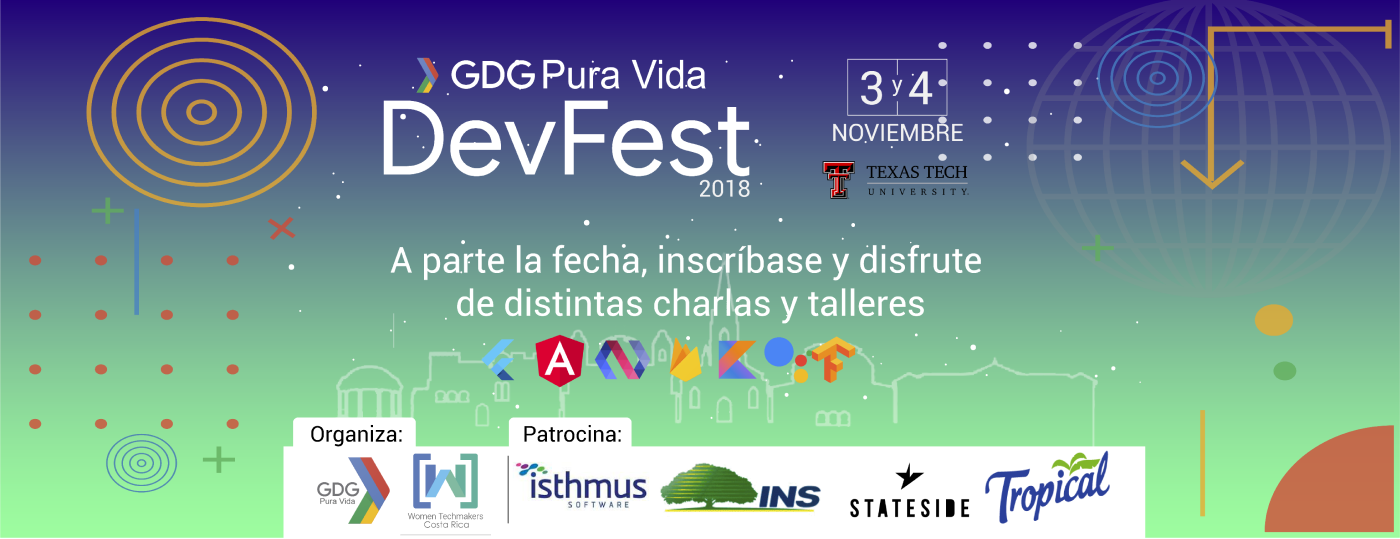 GDG Pura Vida
DevFest
2018
3 y 4
NOVIEMBRE
TEXAS TECH
UNIVERSITY.
A parte la fecha, inscríbase y disfrute
de distintas charlas y talleres
Organiza:
Patrocina:
GDG
Pura Vida
Women Techmakers
Costa Rica
isthmus
SOFTWARE
INS
STATESIDE
Tropical